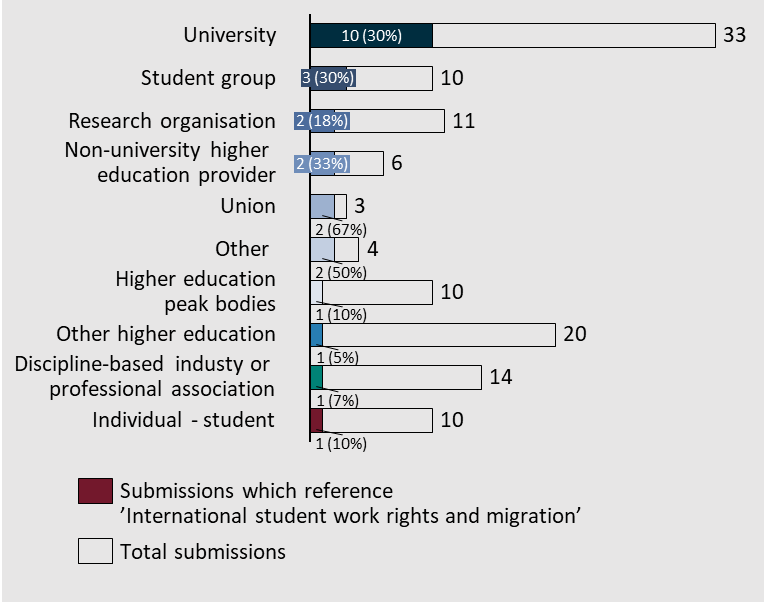 University
10 (30%)
33
Student group
3 (30%)
10
Research organisation
2 (18%)
11
Non-university higher
education provider
2 (33%)
6
Union
3
2 (67%)
Other
4
2 (50%)
Higher education
peak bodies
10
1 (10%)
Other higher education
20
1 (5%)
Discipline-based industy or
professional association
14
1 (7%)
Individual - student
10
1 (10%)
Submissions which reference
’International student work rights and migration’
Total submissions